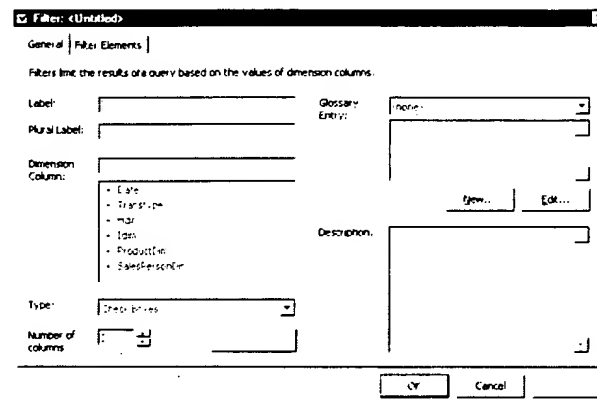 Filter: <Untitled>
General Filter Elements
Filters limit the results of a query based on the values of dimension columns.
Label:
Plural Label:
Dimension Column:
Date
Transtype
ProductDim
SalesPersonDim
Type:
Check boxes
Number of columns
Glossary Entry:
<none>
New... Edit...
Description:
Cancel